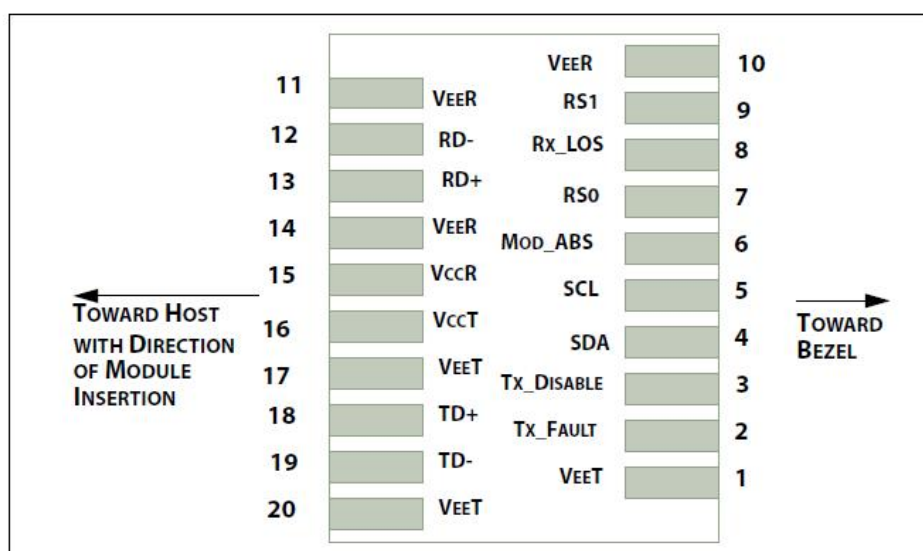 11 VEER
12 RD-
13 RD+
14 VEER
15 VCCR
16 VCCT
17 VEET
18 TD+
19 TD-
20 VEET
VEER 10
RS1 9
RX_LOS 8
RS0 7
MOD_ABS 6
SCL 5
SDA 4
TX_DISABLE 3
TX_FAULT 2
VEET 1
TOWARD HOST
WITH DIRECTION
OF MODULE
INSERTION
TOWARD
BEZEL